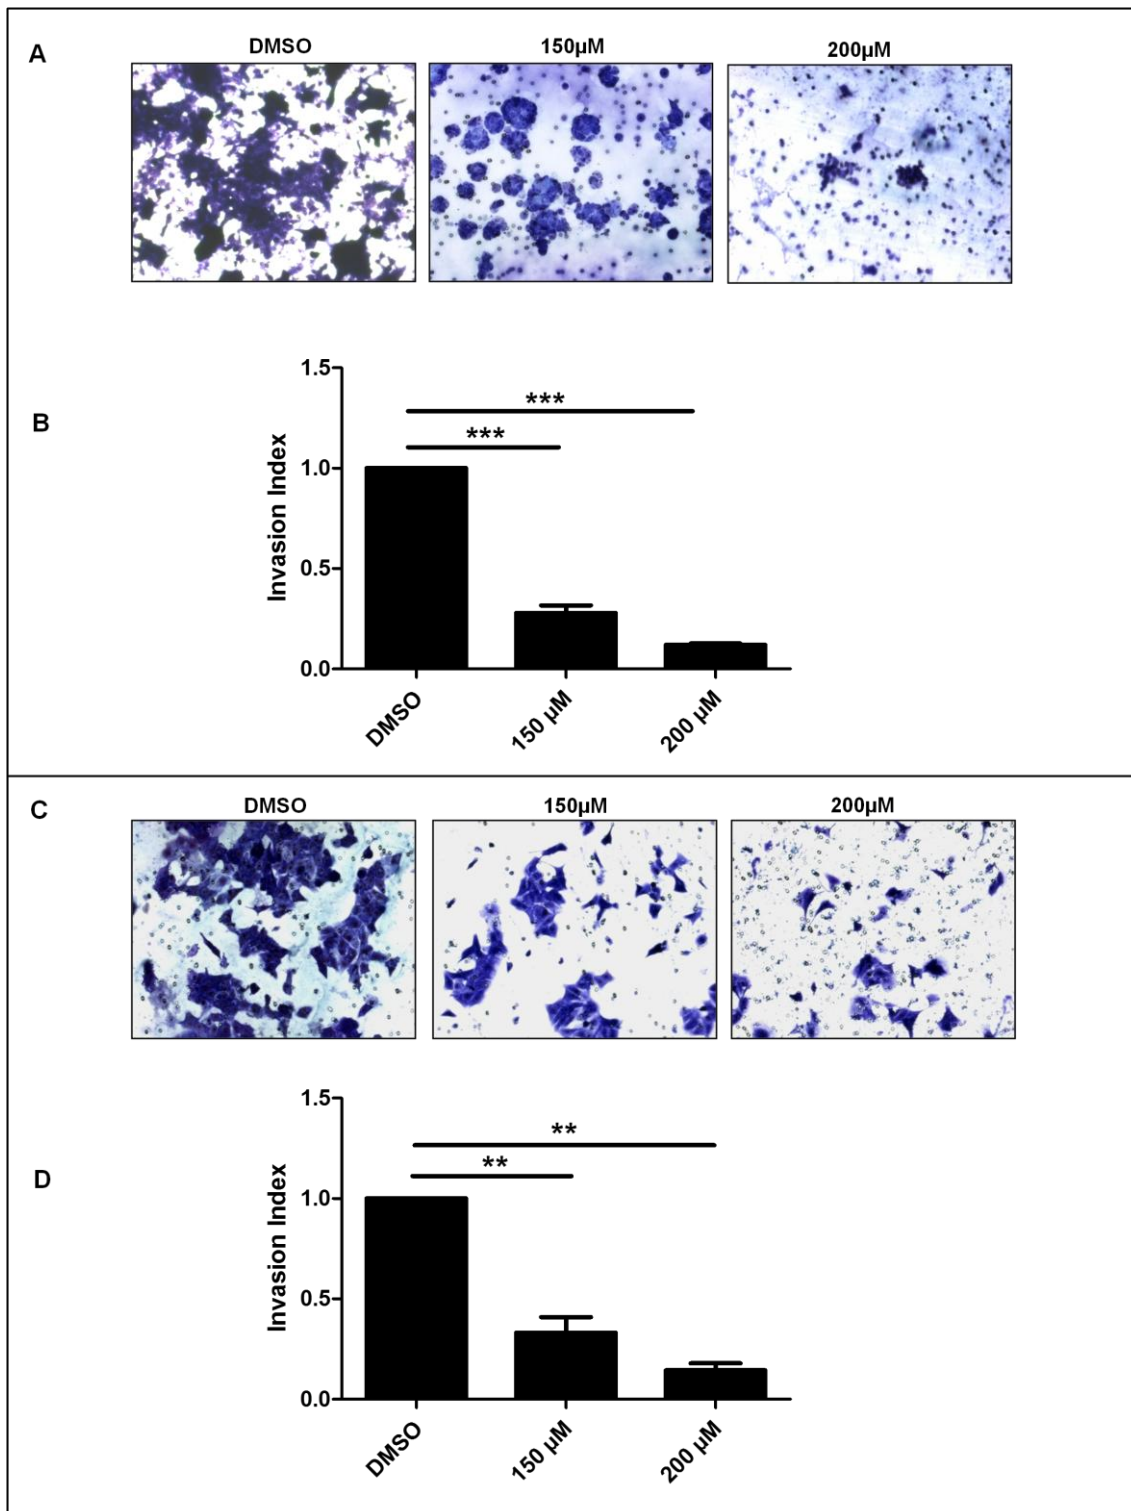 A
DMSO
150µM
200µM
B
1.5
1.0
0.5
0.0
Invasion Index
***
***
DMSO
150 µM
200 µM
C
DMSO
150µM
200µM
D
1.5
1.0
0.5
0.0
Invasion Index
**
**
DMSO
150 µM
200 µM